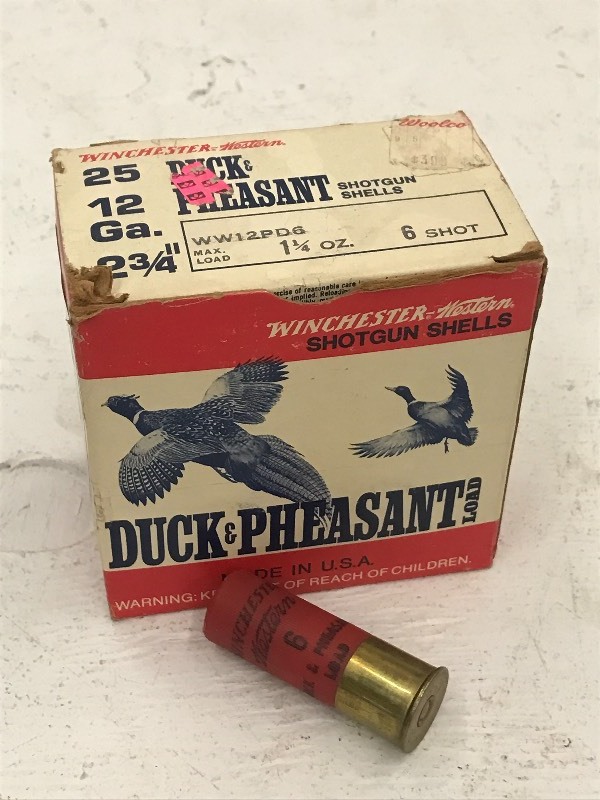 Woolco
WINCHESTER-Western
25 DUCK & PHEASANT SHOTGUN SHELLS
12 Ga.
2¾"
WW12PD6
MAX. LOAD 1¼ OZ. 6 SHOT
WINCHESTER-Western
SHOTGUN SHELLS
DUCK & PHEASANT LOAD
IN U.S.A.
WARNING: OF REACH OF CHILDREN.
WINCHESTER
Western
6
& 
LOAD